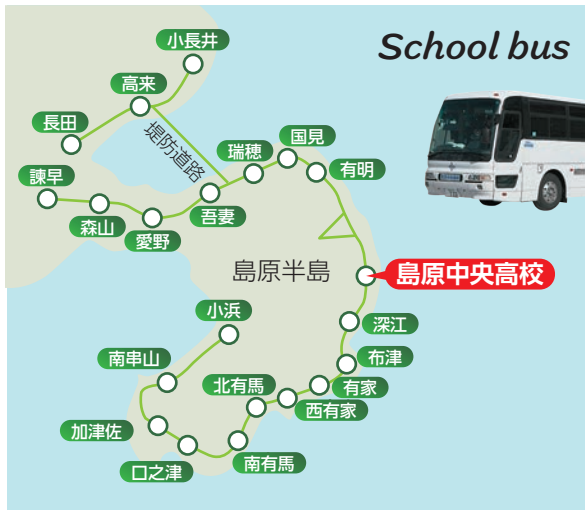 School bus
小長井
高来
長田
堤防道路
諫早
森山
愛野
吾妻
瑞穂
国見
有明
島原半島
島原中央高校
小浜
深江
布津
南串山
北有馬
有家
西有家
加津佐
口之津
南有馬